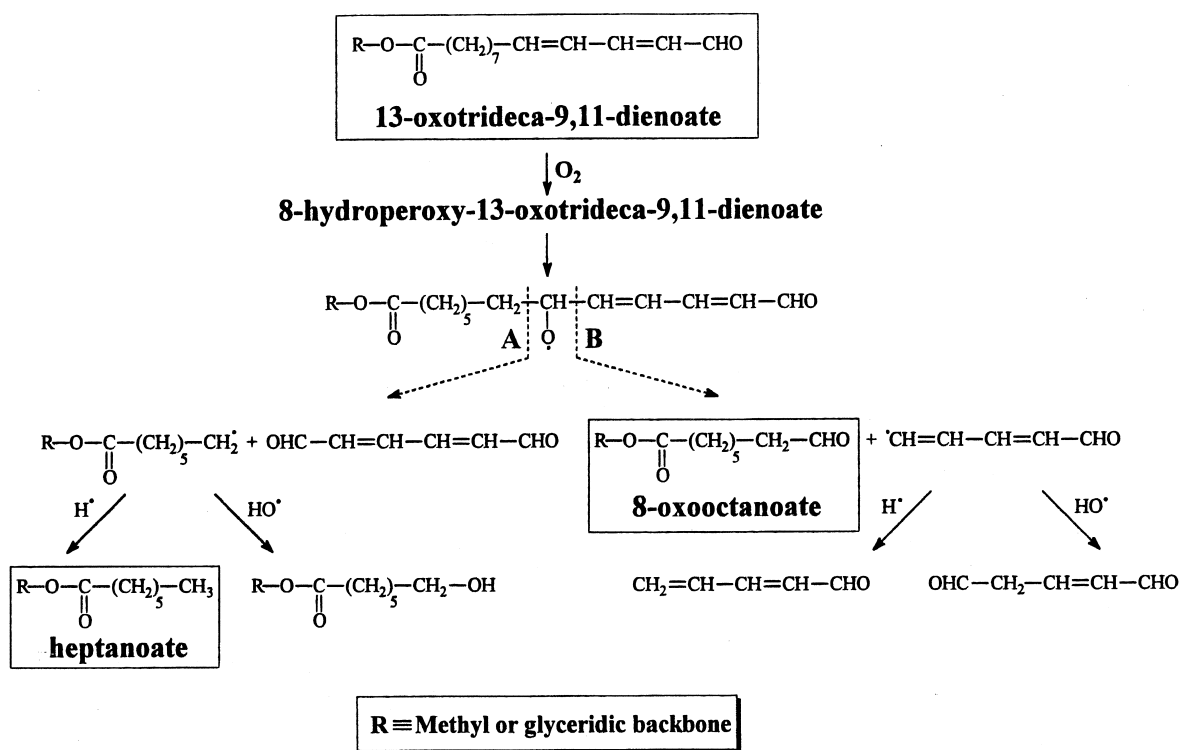 R–O–C–(CH₂)₇–CH=CH–CH=CH–CHO
O
13-oxotrideca-9,11-dienoate
O₂
8-hydroperoxy-13-oxotrideca-9,11-dienoate
R–O–C–(CH₂)₅–CH₂–CH–CH=CH–CH=CH–CHO
O
A
O•
B
R–O–C–(CH₂)₅–CH₂• + OHC–CH=CH–CH=CH–CHO
O
R–O–C–(CH₂)₅–CH₂–CHO + •CH=CH–CH=CH–CHO
O
8-oxooctanoate
H•
HO•
H•
HO•
R–O–C–(CH₂)₅–CH₃
O
heptanoate
R–O–C–(CH₂)₅–CH₂–OH
O
CH₂=CH–CH=CH–CHO
OHC–CH₂–CH=CH–CHO
R≡Methyl or glyceridic backbone